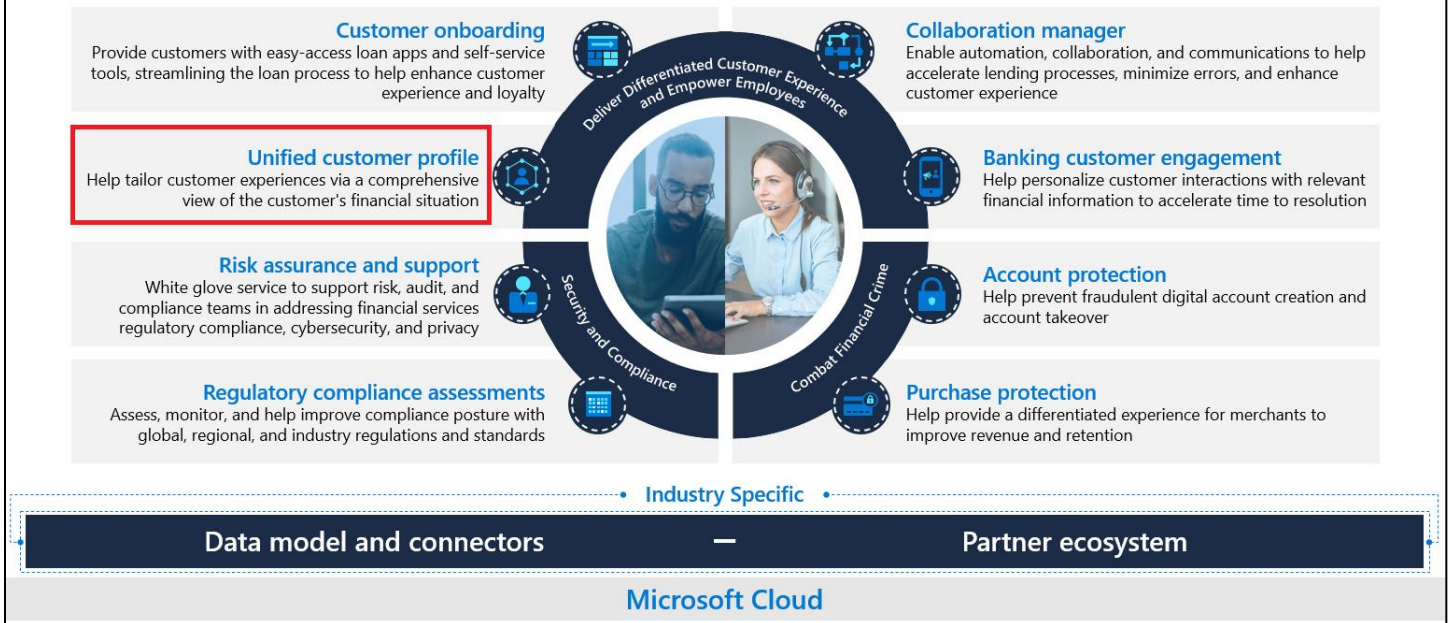 Customer onboarding
Provide customers with easy-access loan apps and self-service
tools, streamlining the loan process to help enhance customer
experience and loyalty
Unified customer profile
Help tailor customer experiences via a comprehensive
view of the customer's financial situation
Risk assurance and support
White glove service to support risk, audit, and
compliance teams in addressing financial services
regulatory compliance, cybersecurity, and privacy
Regulatory compliance assessments
Assess, monitor, and help improve compliance posture with
global, regional, and industry regulations and standards
Deliver Differentiated Customer Experience
and Empower Employees
Security and Compliance
Combat Financial Crime
Collaboration manager
Enable automation, collaboration, and communications to help
accelerate lending processes, minimize errors, and enhance
customer experience
Banking customer engagement
Help personalize customer interactions with relevant
financial information to accelerate time to resolution
Account protection
Help prevent fraudulent digital account creation and
account takeover
Purchase protection
Help provide a differentiated experience for merchants to
improve revenue and retention
Industry Specific
Data model and connectors – Partner ecosystem
Microsoft Cloud